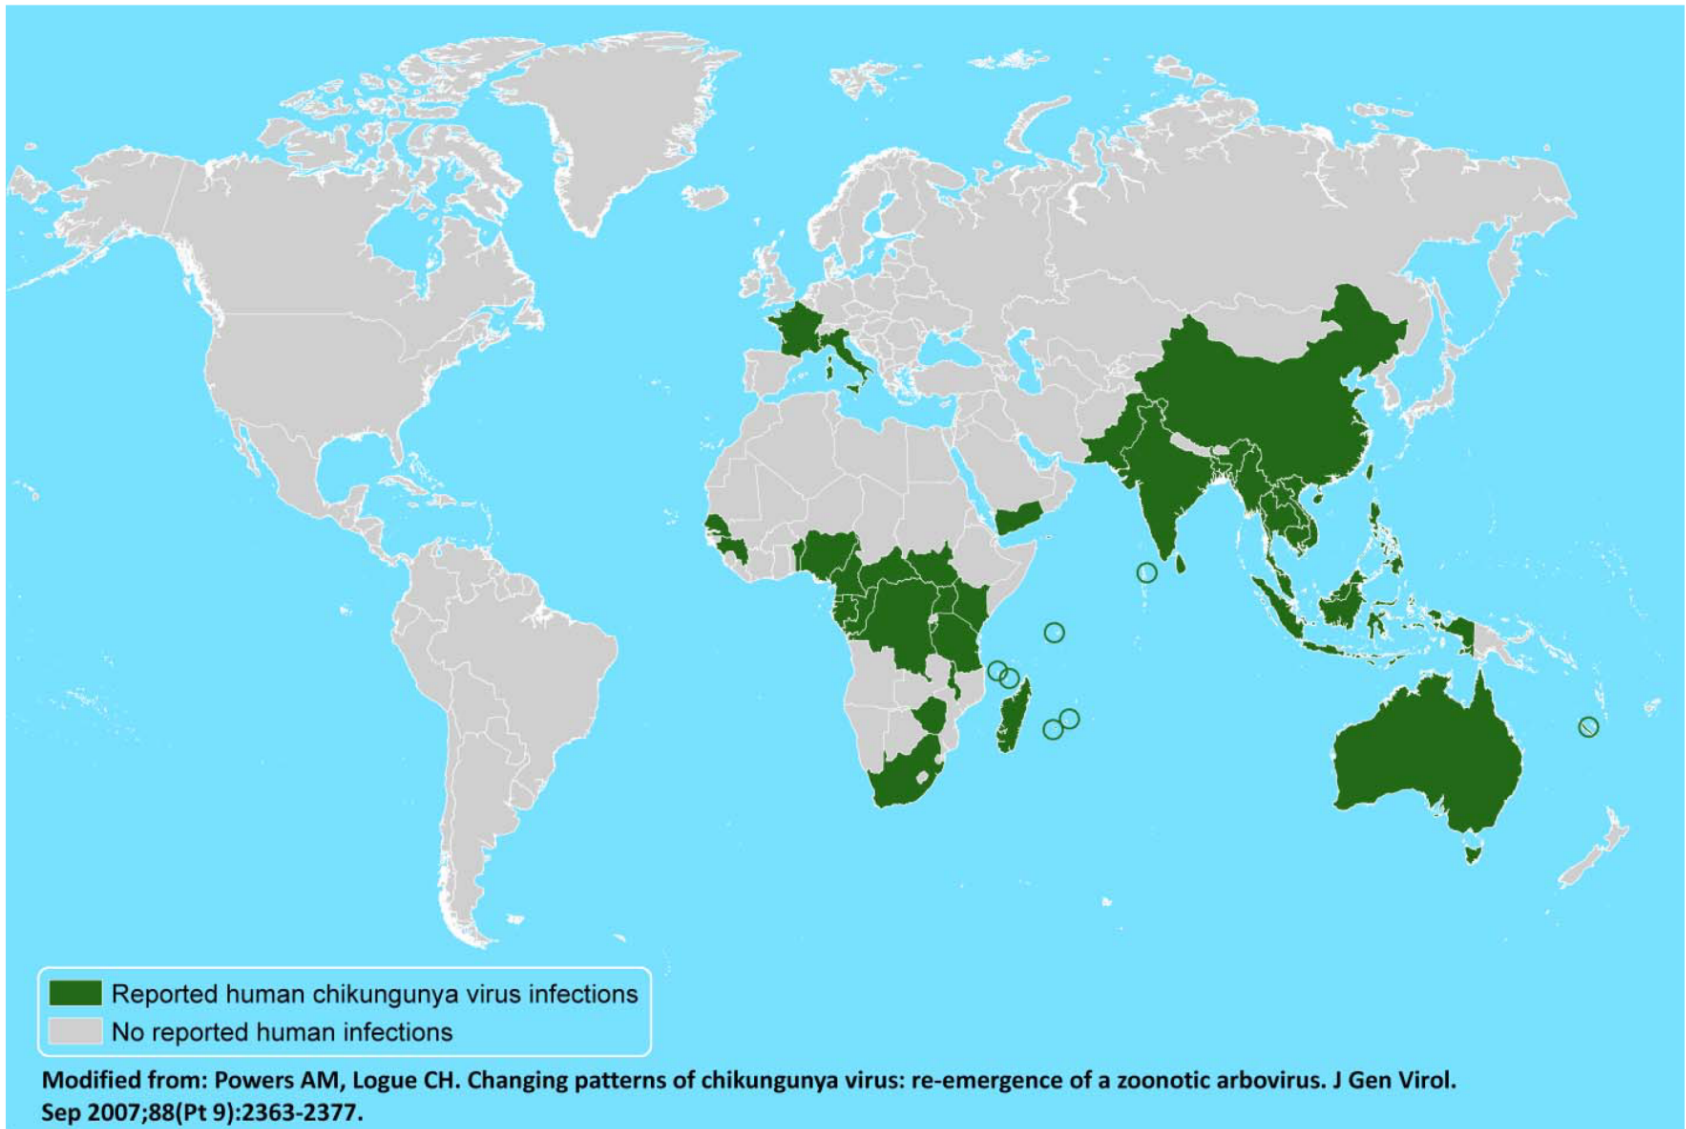 Reported human chikungunya virus infections
No reported human infections
Modified from: Powers AM, Logue CH. Changing patterns of chikungunya virus: re-emergence of a zoonotic arbovirus. J Gen Virol.
Sep 2007;88(Pt 9):2363-2377.